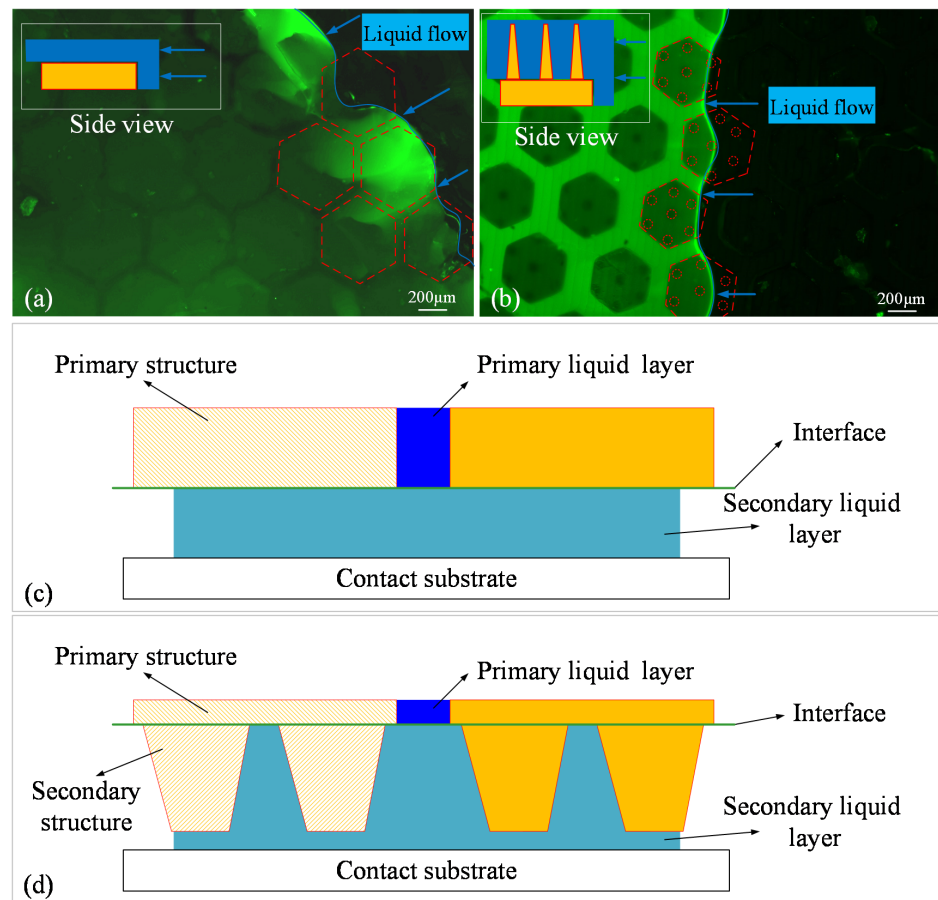 Liquid flow
Side view
(a)
200μm
Liquid flow
Side view
(b)
200μm
Primary structure
Primary liquid layer
Interface
Secondary liquid
layer
Contact substrate
(c)
Primary structure
Primary liquid layer
Interface
Secondary
structure
Secondary liquid
layer
Contact substrate
(d)